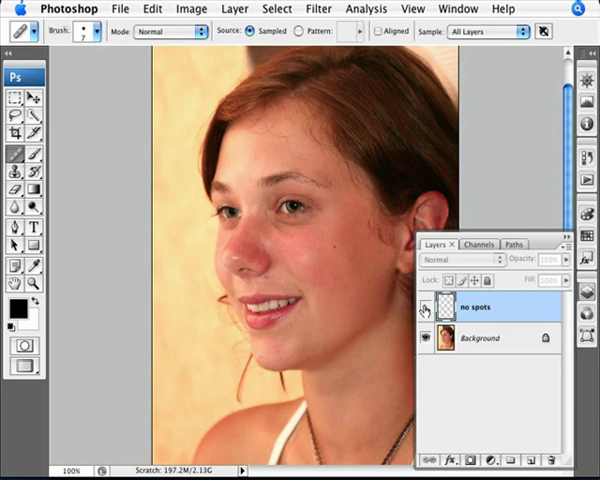 Photoshop File Edit Image Layer Select Filter Analysis View Window Help
Brush: 7 Mode: Normal Source: Sampled Pattern: Aligned Sample: All Layers
Ps
T
Layers Channels Paths
Normal Opacity: 100%
Lock: Fill: 100%
no spots
Background
fx
100% Scratch: 197.2M/2.13G